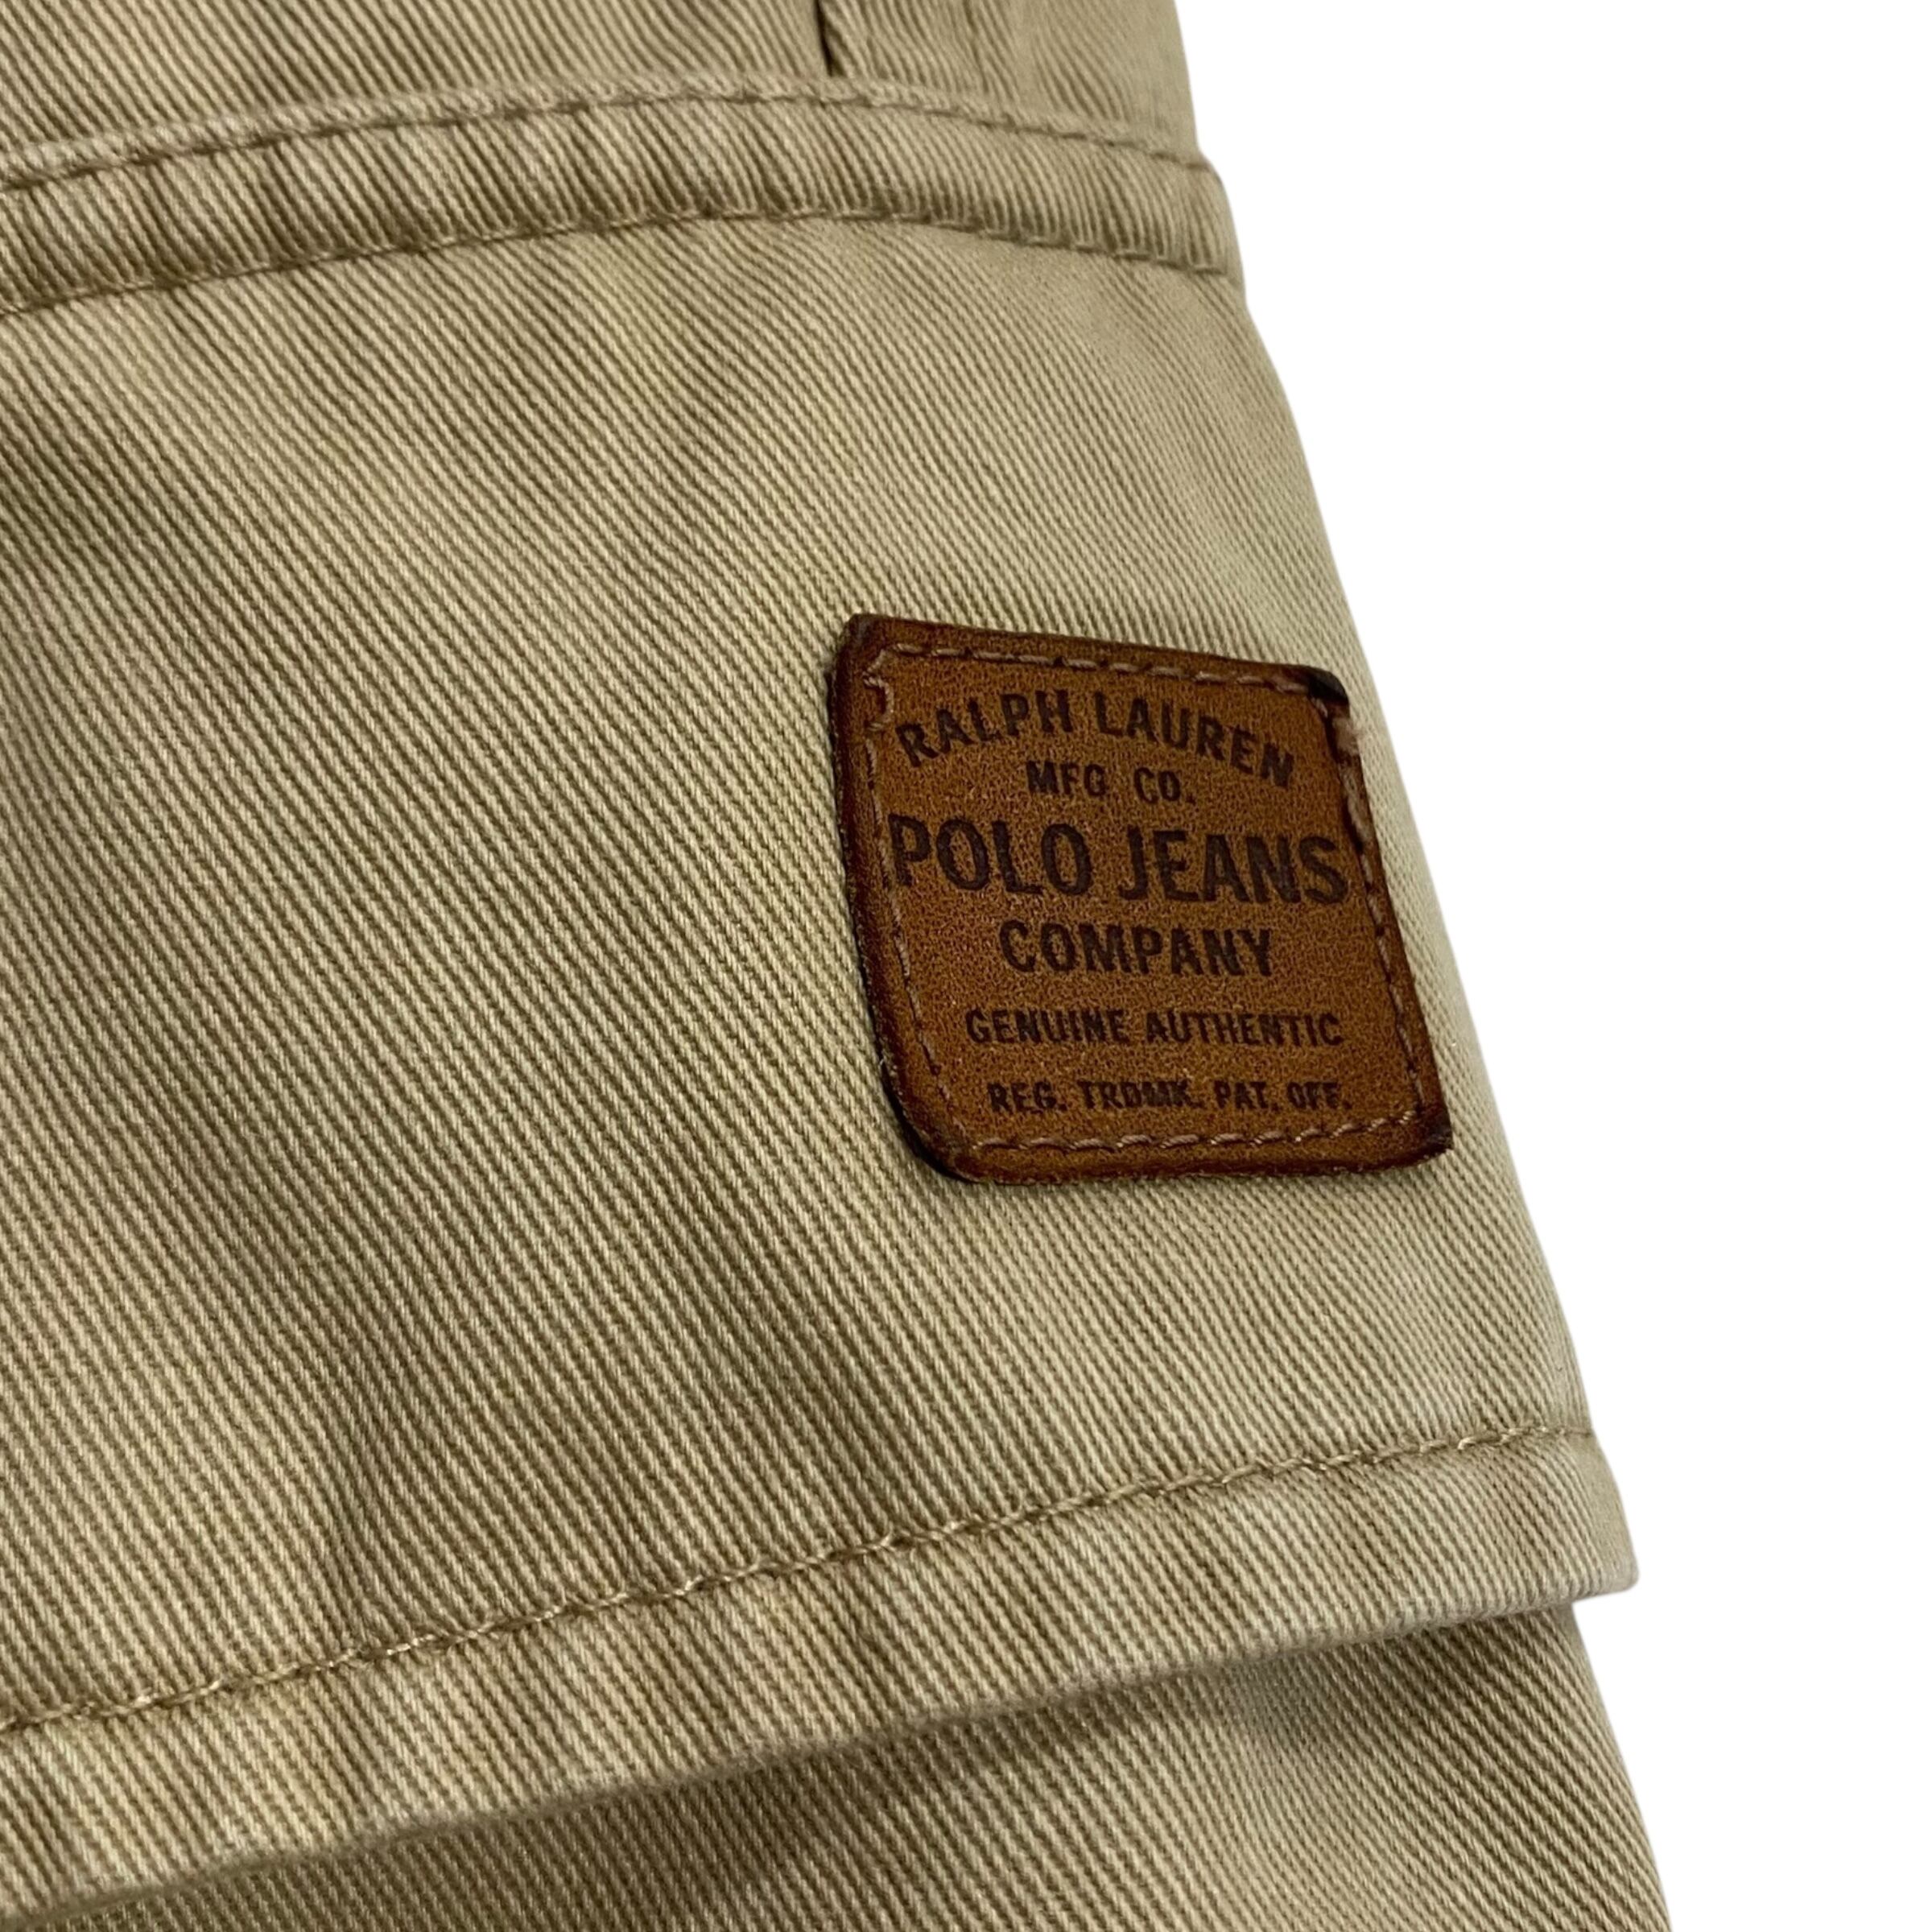 RALPH LAUREN
MFG CO.
POLO JEANS
COMPANY
GENUINE AUTHENTIC
REG. TRDMK. PAT. OFF.